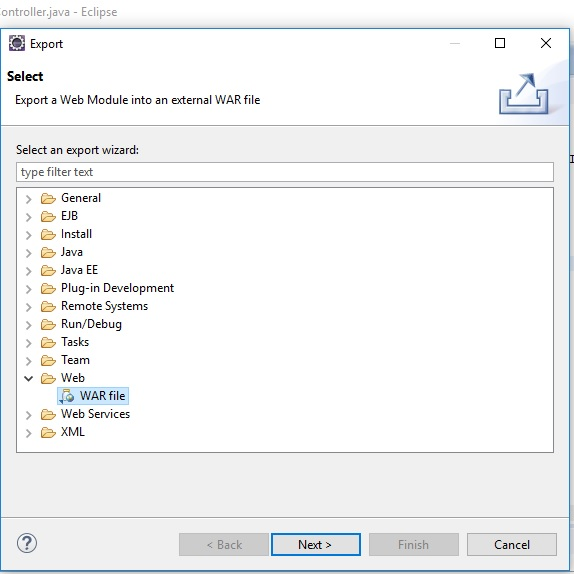 ontroller.java - Eclipse
Export
Select
Export a Web Module into an external WAR file
Select an export wizard:
type filter text
General
EJB
Install
Java
Java EE
Plug-in Development
Remote Systems
Run/Debug
Tasks
Team
Web
WAR file
Web Services
XML
? < Back Next > Finish Cancel